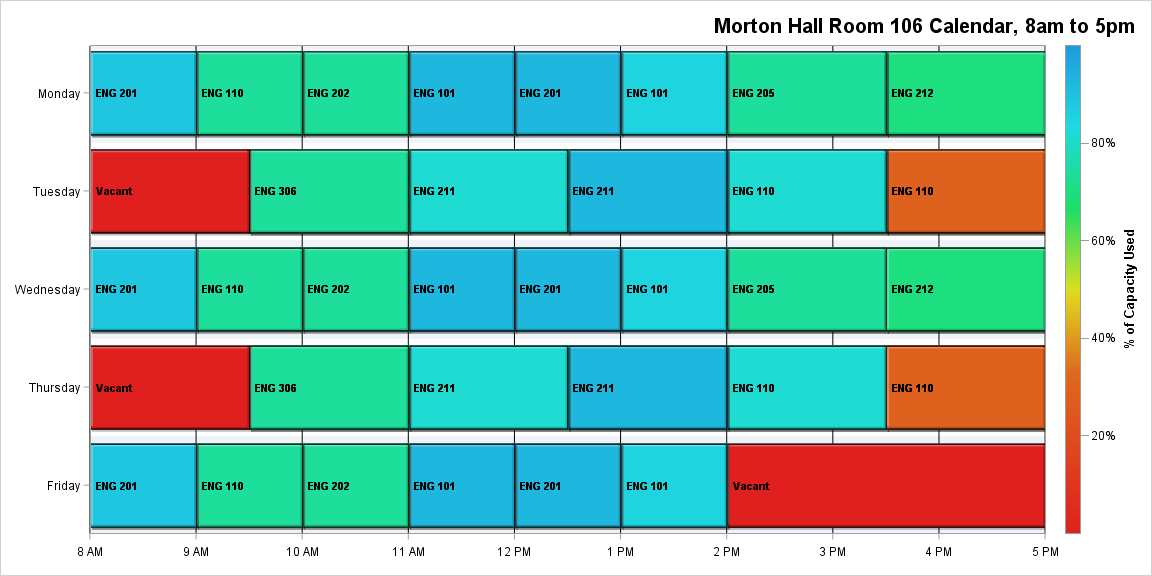 Morton Hall Room 106 Calendar, 8am to 5pm
Monday
ENG 201
ENG 110
ENG 202
ENG 101
ENG 201
ENG 101
ENG 205
ENG 212
Tuesday
Vacant
ENG 306
ENG 211
ENG 211
ENG 110
ENG 110
Wednesday
ENG 201
ENG 110
ENG 202
ENG 101
ENG 201
ENG 101
ENG 205
ENG 212
Thursday
Vacant
ENG 306
ENG 211
ENG 211
ENG 110
ENG 110
Friday
ENG 201
ENG 110
ENG 202
ENG 101
ENG 201
ENG 101
Vacant
8 AM
9 AM
10 AM
11 AM
12 PM
1 PM
2 PM
3 PM
4 PM
5 PM
80%
60%
40%
20%
% of Capacity Used